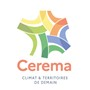 Cerema
CLIMAT & TERRITOIRES
DE DEMAIN